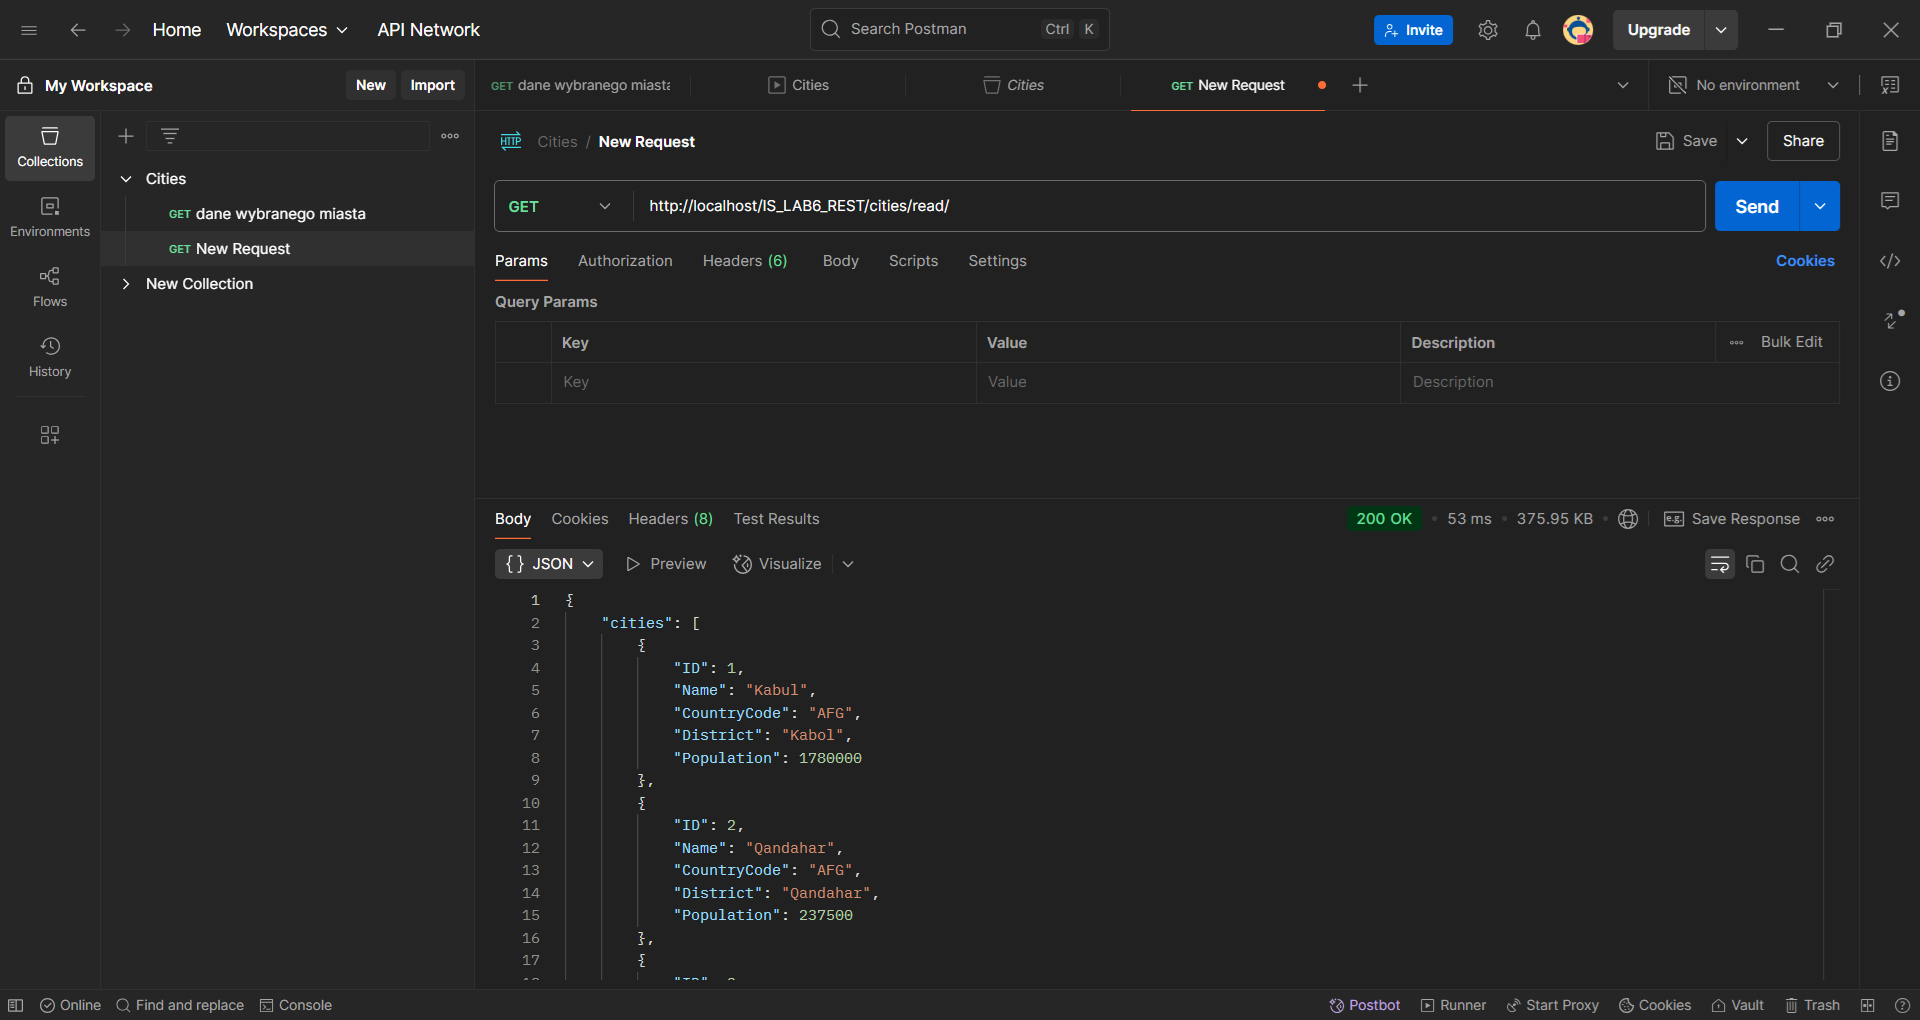 Home
Workspaces
API Network
Search Postman
Ctrl K
Invite
Upgrade
My Workspace
New
Import
GET dane wybranego miasta
Cities
Cities
GET New Request
No environment
Collections
Environments
Flows
History
Cities
GET dane wybranego miasta
GET New Request
New Collection
HTTP
Cities / New Request
Save
Share
GET
http://localhost/IS_LAB6_REST/cities/read/
Send
Params
Authorization
Headers (6)
Body
Scripts
Settings
Cookies
Query Params
Key
Value
Description
Bulk Edit
Key
Value
Description
Body
Cookies
Headers (8)
Test Results
200 OK
53 ms
375.95 KB
e.g.
Save Response
{} JSON
Preview
Visualize
1 {
2 "cities": [
3 {
4 "ID": 1,
5 "Name": "Kabul",
6 "CountryCode": "AFG",
7 "District": "Kabol",
8 "Population": 1780000
9 },
10 {
11 "ID": 2,
12 "Name": "Qandahar",
13 "CountryCode": "AFG",
14 "District": "Qandahar",
15 "Population": 237500
16 },
17 {
Online
Find and replace
Console
Postbot
Runner
Start Proxy
Cookies
Vault
Trash